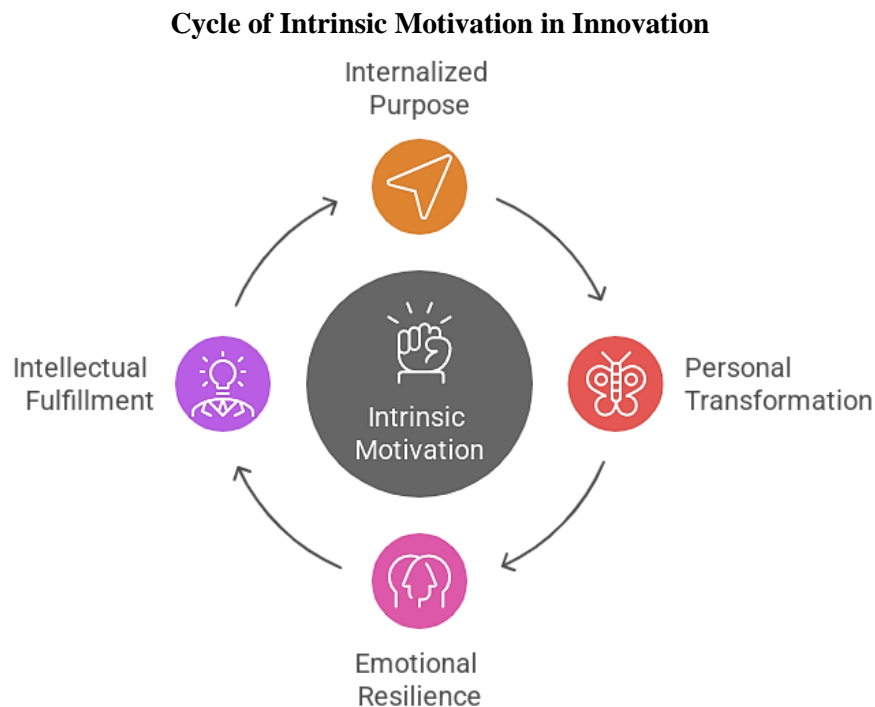 Cycle of Intrinsic Motivation in Innovation
Internalized
Purpose
Intellectual
Fulfillment
Intrinsic
Motivation
Personal
Transformation
Emotional
Resilience